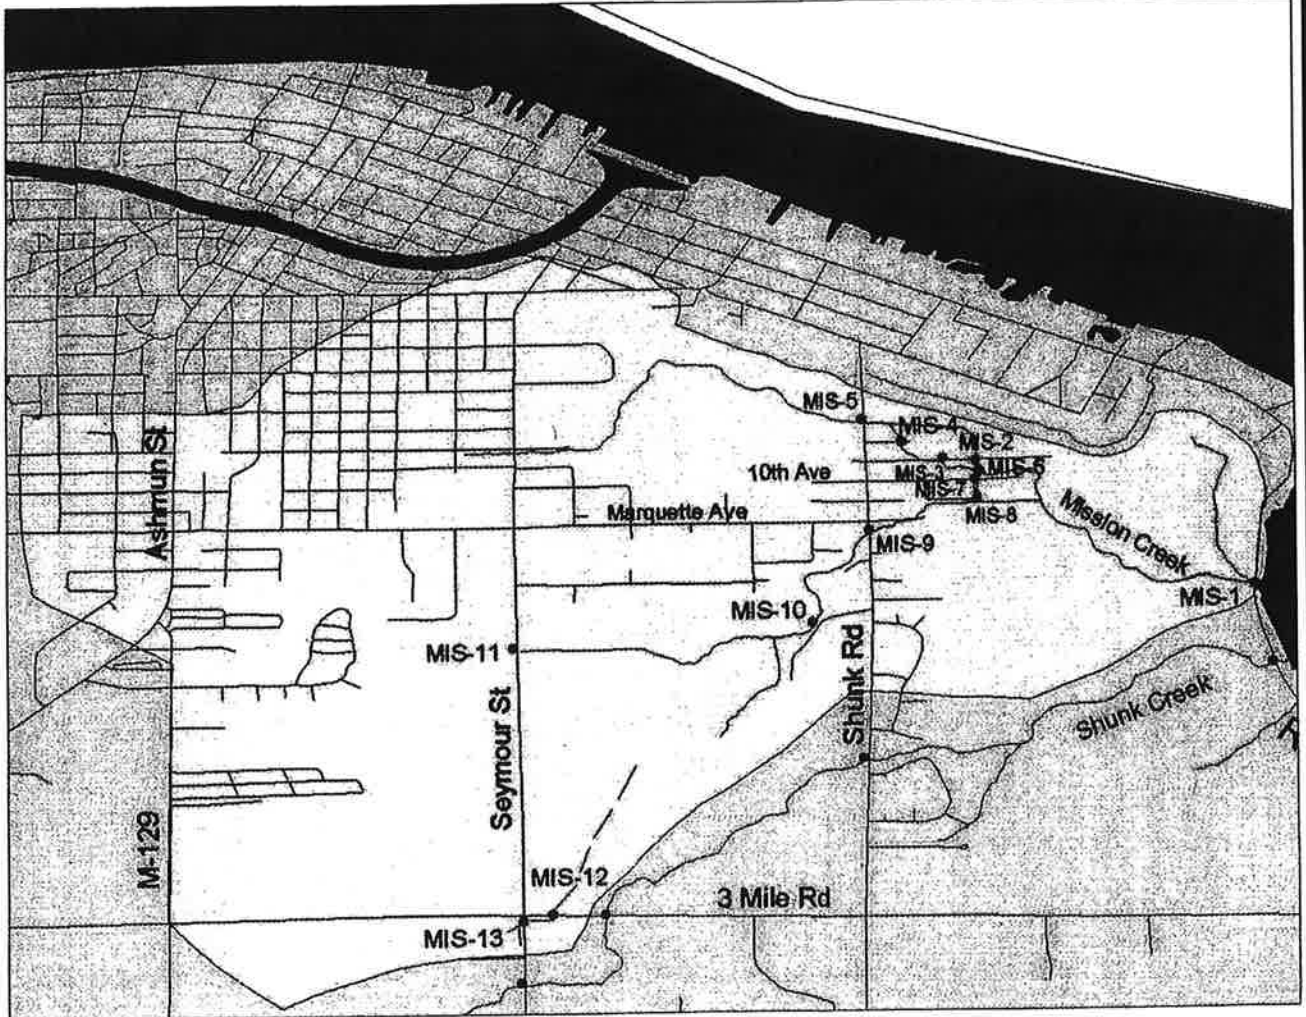 MIS-5
MIS-4
MIS-2
10th Ave
MIS-3
MIS-6
MIS-7
Marquette Ave
MIS-8
Ashmun St
MIS-9
Mission Creek
MIS-1
MIS-10
MIS-11
Shunk Rd
Shunk Creek
Seymour St
M-129
MIS-12
3 Mile Rd
MIS-13